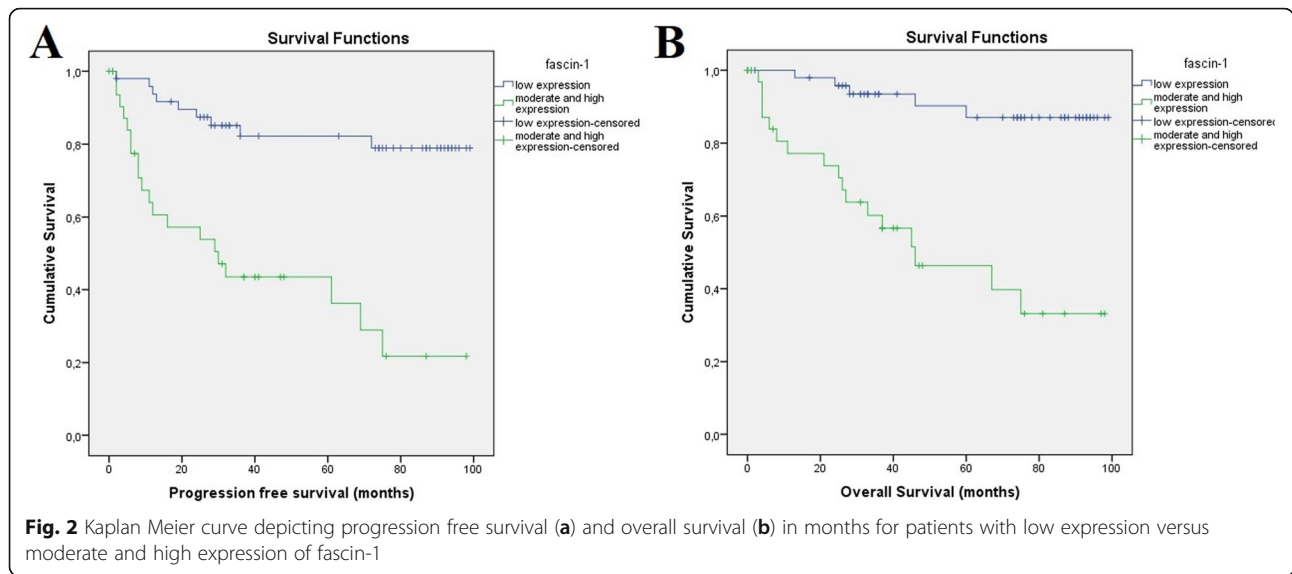 A
Survival Functions
1,0
0,8
0,6
0,4
0,2
0,0
Cumulative Survival
0 20 40 60 80 100
Progression free survival (months)
fascin-1
low expression
moderate and high
expression
low expression-censored
moderate and high
expression-censored
B
Survival Functions
1,0
0,8
0,6
0,4
0,2
0,0
Cumulative Survival
0 20 40 60 80 100
Overall Survival (months)
fascin-1
low expression
moderate and high
expression
low expression-censored
moderate and high
expression-censored
Fig. 2 Kaplan Meier curve depicting progression free survival (a) and overall survival (b) in months for patients with low expression versus
moderate and high expression of fascin-1